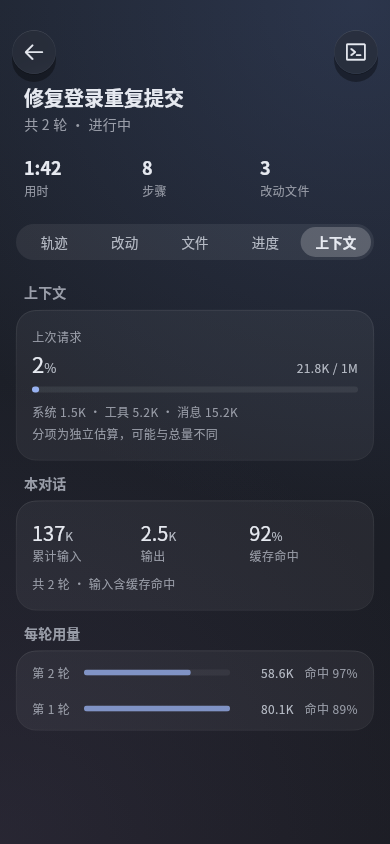 修复登录重复提交
共 2 轮 · 进行中
1:42 8 3
用时 步骤 改动文件
轨迹 改动 文件 进度 上下文
上下文
上次请求
2% 21.8K / 1M
系统 1.5K · 工具 5.2K · 消息 15.2K
分项为独立估算，可能与总量不同
本对话
137K 2.5K 92%
累计输入 输出 缓存命中
共 2 轮 · 输入含缓存命中
每轮用量
第 2 轮 58.6K 命中 97%
第 1 轮 80.1K 命中 89%